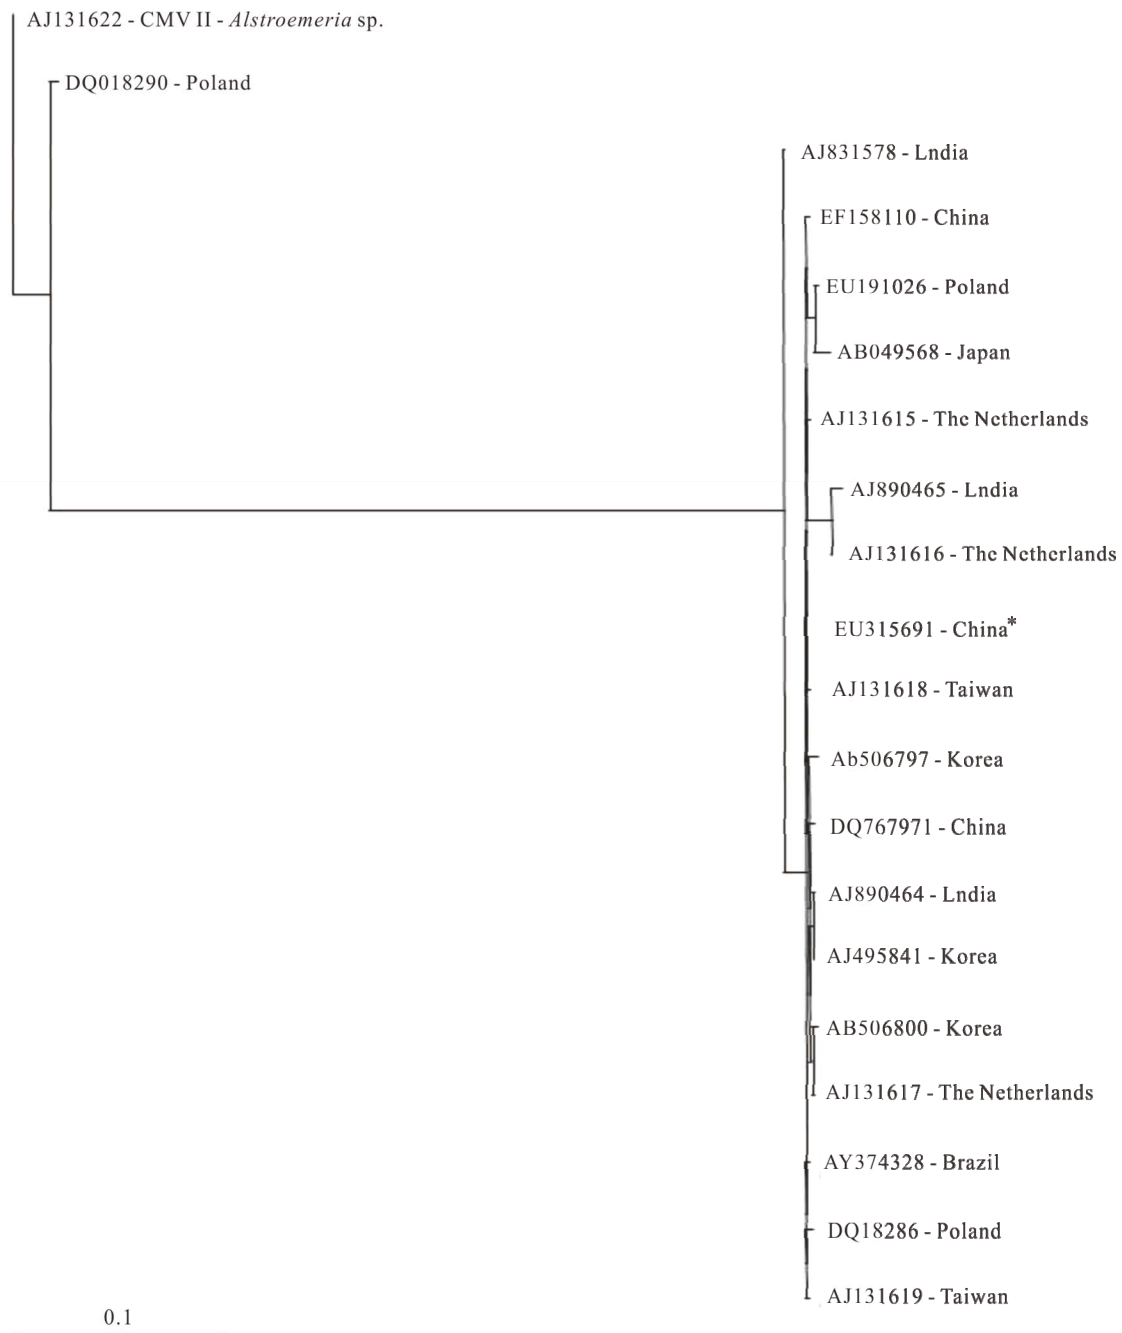 AJ131622 - CMV II - Alstroemeria sp.
DQ018290 - Poland
AJ831578 - Lndia
EF158110 - China
EU191026 - Poland
AB049568 - Japan
AJ131615 - The Netherlands
AJ890465 - Lndia
AJ131616 - The Netherlands
EU315691 - China*
AJ131618 - Taiwan
Ab506797 - Korea
DQ767971 - China
AJ890464 - Lndia
AJ495841 - Korea
AB506800 - Korea
AJ131617 - The Netherlands
AY374328 - Brazil
DQ18286 - Poland
AJ131619 - Taiwan
0.1